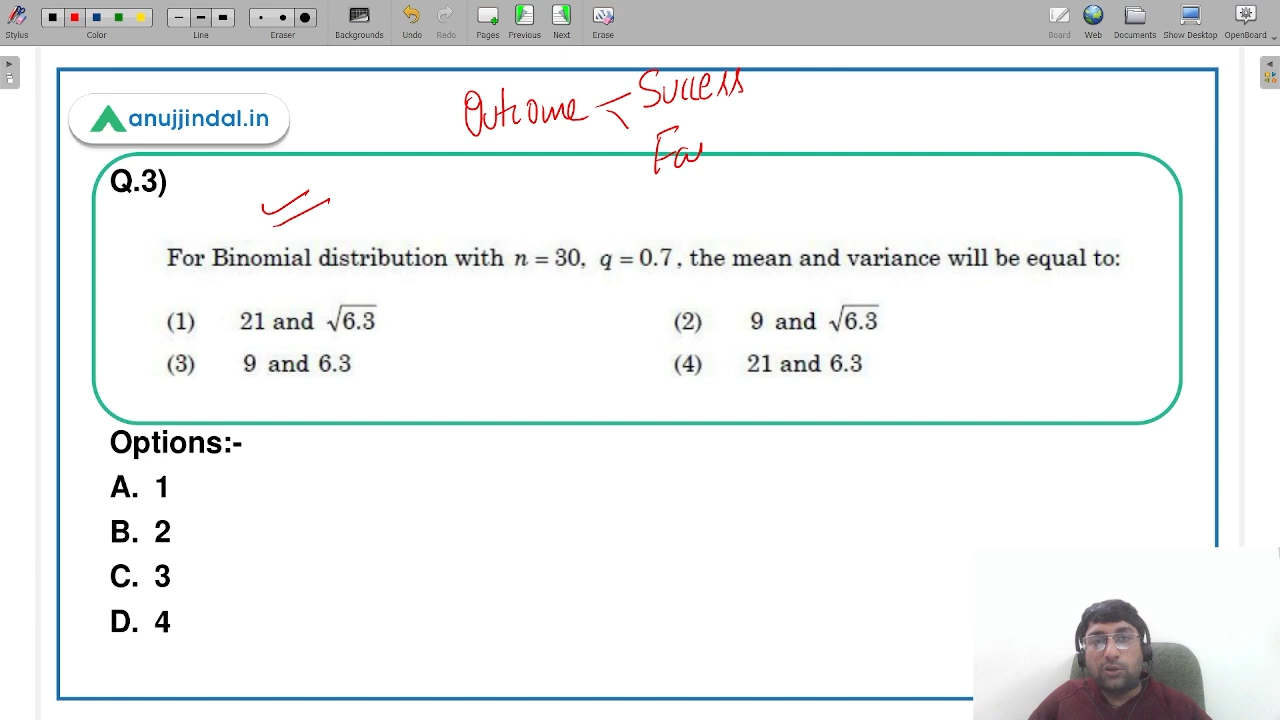 Stylus
Color
Line
Eraser
Backgrounds
Undo
Redo
Pages
Previous
Next
Erase
Board
Web
Documents
Show Desktop
OpenBoard
Outcome
Success
Fai
anujjindal.in
Q.3)
For Binomial distribution with n = 30, q = 0.7, the mean and variance will be equal to:
(1) 21 and √6.3 (2) 9 and √6.3
(3) 9 and 6.3 (4) 21 and 6.3
Options:-
A. 1
B. 2
C. 3
D. 4